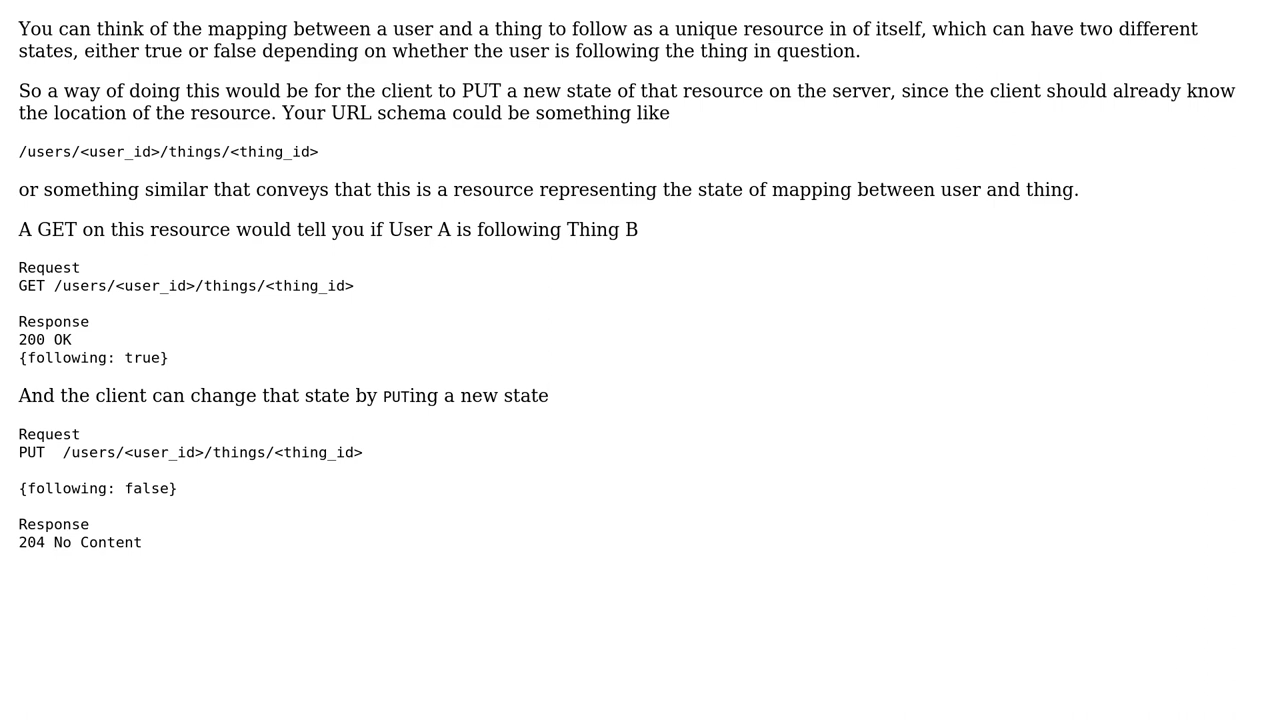 You can think of the mapping between a user and a thing to follow as a unique resource in of itself, which can have two different
states, either true or false depending on whether the user is following the thing in question.
So a way of doing this would be for the client to PUT a new state of that resource on the server, since the client should already know
the location of the resource. Your URL schema could be something like
/users/<user_id>/things/<thing_id>
or something similar that conveys that this is a resource representing the state of mapping between user and thing.
A GET on this resource would tell you if User A is following Thing B
Request
GET /users/<user_id>/things/<thing_id>
Response
200 OK
{following: true}
And the client can change that state by PUTing a new state
Request
PUT  /users/<user_id>/things/<thing_id>
{following: false}
Response
204 No Content